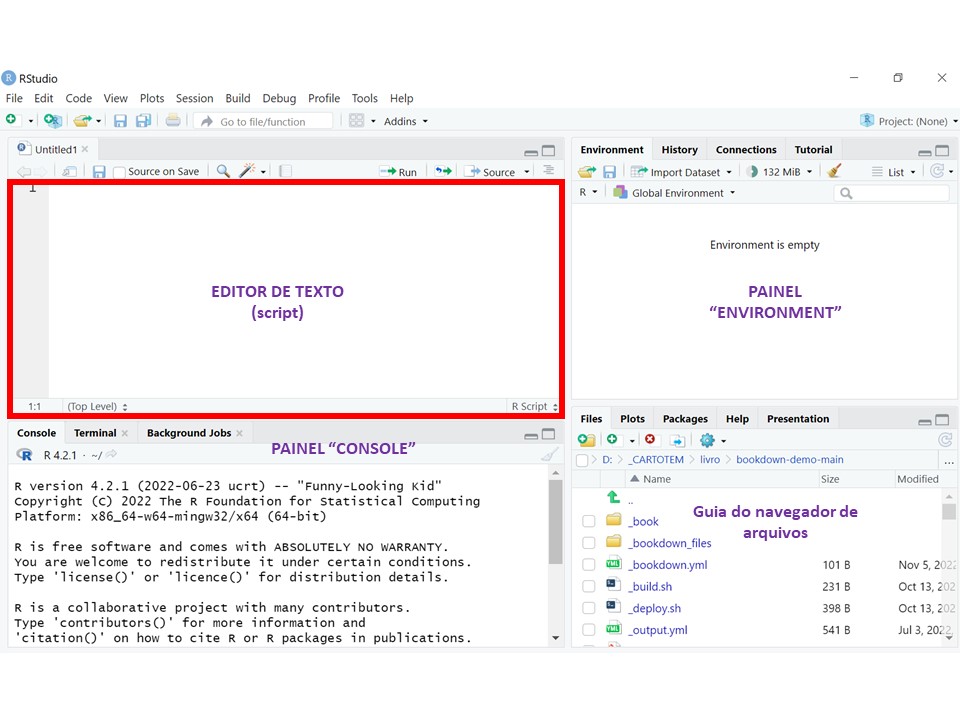 RStudio
File Edit Code View Plots Session Build Debug Profile Tools Help
Go to file/function Addins Project: (None)
Untitled1
Source on Save Run Source
1
EDITOR DE TEXTO
(script)
1:1 (Top Level) R Script
Environment History Connections Tutorial
Import Dataset 132 MiB List
R Global Environment
Environment is empty
PAINEL
“ENVIRONMENT”
Console Terminal Background Jobs
PAINEL “CONSOLE”
R 4.2.1 · ~/
R version 4.2.1 (2022-06-23 ucrt) -- "Funny-Looking Kid"
Copyright (C) 2022 The R Foundation for Statistical Computing
Platform: x86_64-w64-mingw32/x64 (64-bit)
R is free software and comes with ABSOLUTELY NO WARRANTY.
You are welcome to redistribute it under certain conditions.
Type 'license()' or 'licence()' for distribution details.
R is a collaborative project with many contributors.
Type 'contributors()' for more information and
'citation()' on how to cite R or R packages in publications.
Files Plots Packages Help Presentation
D: _CARTOTEM livro bookdown-demo-main ...
Name Size Modified
..
_book
_bookdown_files
Guia do navegador de
arquivos
_bookdown.yml 101 B Nov 5, 2022
_build.sh 231 B Oct 13, 202
_deploy.sh 398 B Oct 13, 202
_output.yml 541 B Jul 3, 2022,